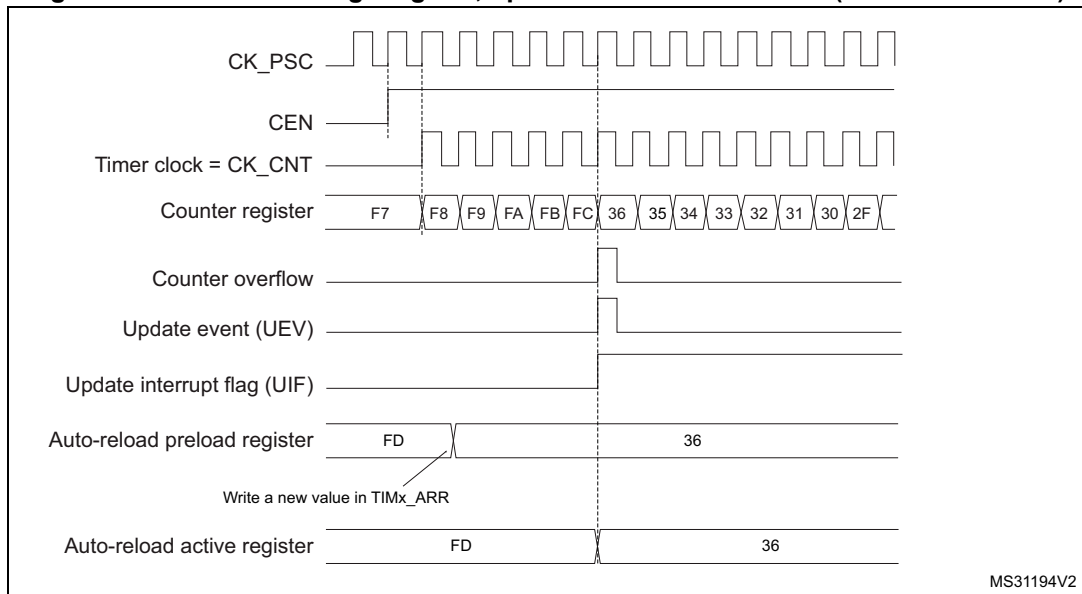 CK_PSC
CEN
Timer clock = CK_CNT
Counter register F7 F8 F9 FA FB FC 36 35 34 33 32 31 30 2F
Counter overflow
Update event (UEV)
Update interrupt flag (UIF)
Auto-reload preload register FD 36
Write a new value in TIMx_ARR
Auto-reload active register FD 36
MS31194V2